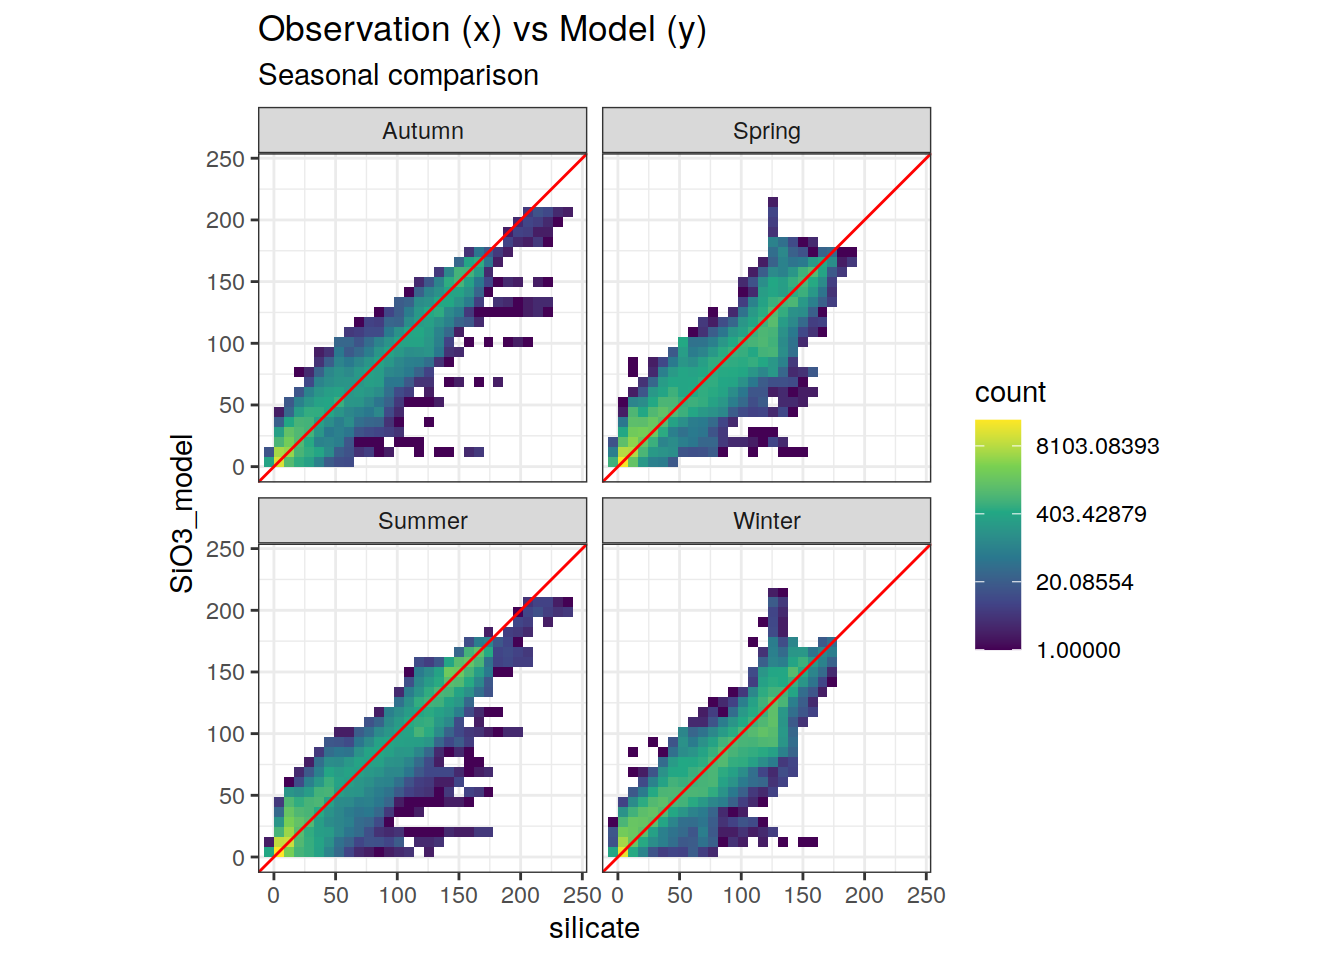 Observation (x) vs Model (y)
Seasonal comparison
Autumn
Spring
250
200
150
100
50
0
Summer
Winter
250
200
150
100
50
0
0 50 100 150 200 250
0 50 100 150 200 250
silicate
SiO3_model
count
8103.08393
403.42879
20.08554
1.00000